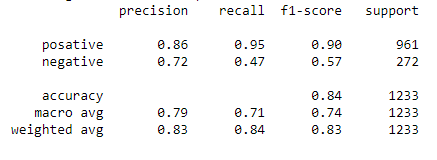 precision recall f1-score support
posative 0.86 0.95 0.90 961
negative 0.72 0.47 0.57 272
accuracy 0.84 1233
macro avg 0.79 0.71 0.74 1233
weighted avg 0.83 0.84 0.83 1233